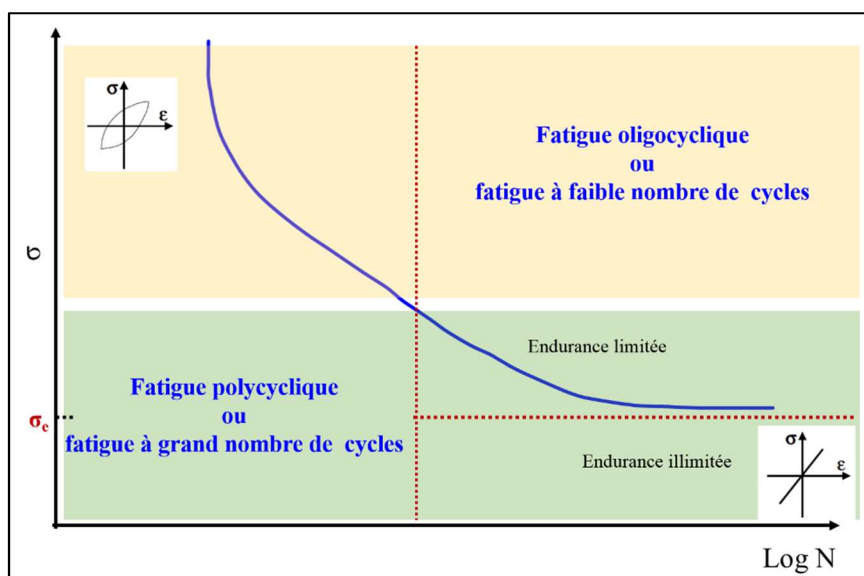 σ
ε
Fatigue oligocyclique
ou
fatigue à faible nombre de cycles
σ
Endurance limitée
Fatigue polycyclique
ou
fatigue à grand nombre de cycles
σe
Endurance illimitée
σ
ε
Log N